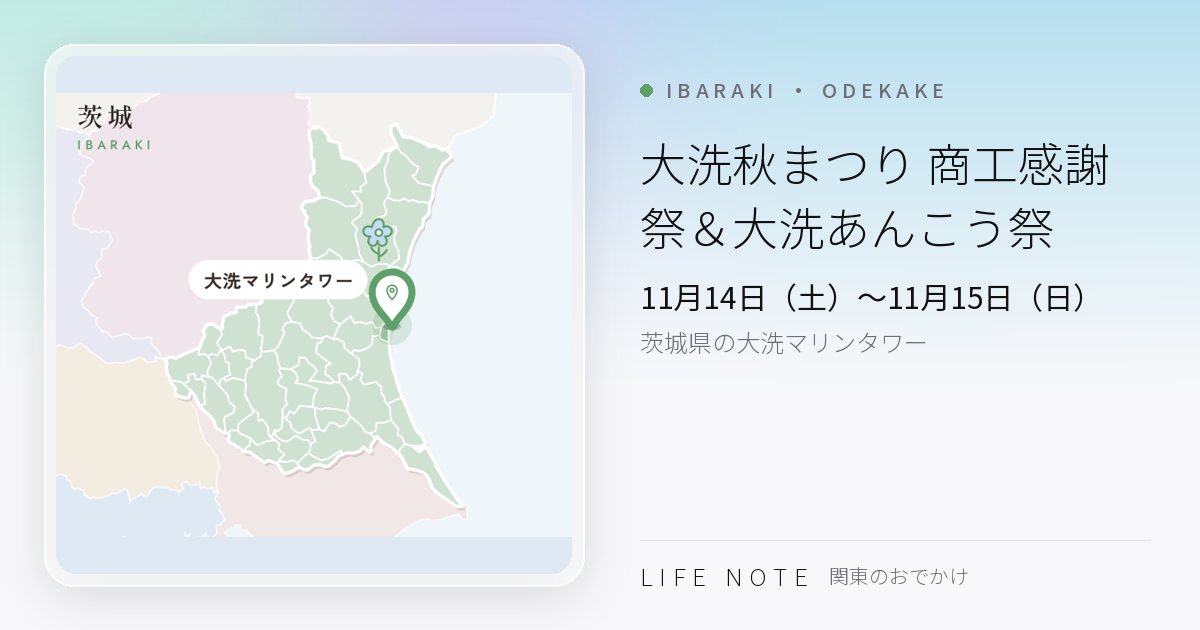 茨城
IBARAKI
大洗マリンタワー
IBARAKI • ODEKAKE
大洗秋まつり 商工感謝
祭＆大洗あんこう祭
11月14日（土）〜11月15日（日）
茨城県の大洗マリンタワー
LIFE NOTE 関東のおでかけ